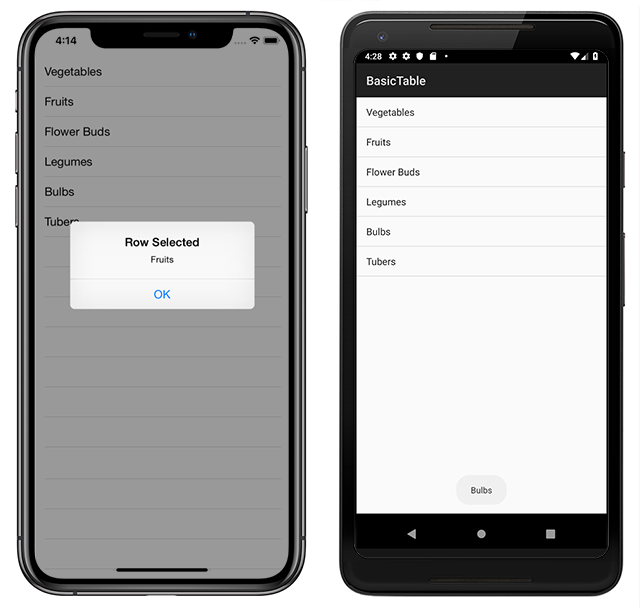 4:14
Vegetables
Fruits
Flower Buds
Legumes
Bulbs
Tubers
Row Selected
Fruits
OK
4:28
BasicTable
Vegetables
Fruits
Flower Buds
Legumes
Bulbs
Tubers
Bulbs